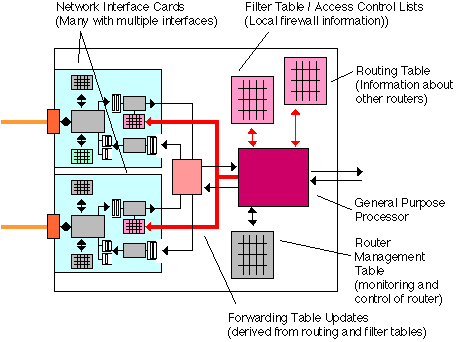 Network Interface Cards
(Many with multiple interfaces)
Filter Table / Access Control Lists
(Local firewall information))
Routing Table
(Information about
other routers)
General Purpose
Processor
Router
Management
Table
(monitoring and
control of router)
Forwarding Table Updates
(derived from routing and filter tables)